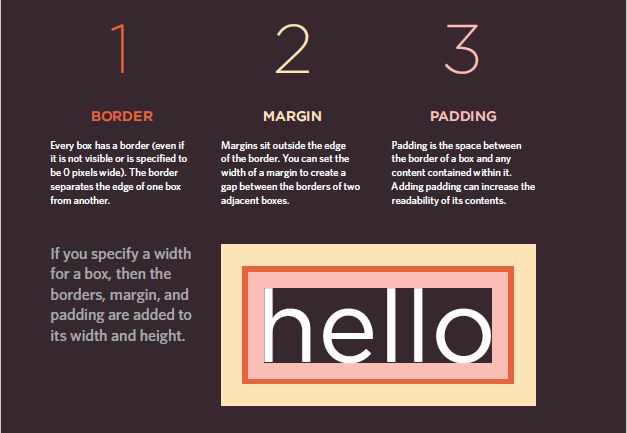 1
2
3
BORDER
MARGIN
PADDING
Every box has a border (even if
it is not visible or is specified to
be 0 pixels wide). The border
separates the edge of one box
from another.
Margins sit outside the edge
of the border. You can set the
width of a margin to create a
gap between the borders of two
adjacent boxes.
Padding is the space between
the border of a box and any
content contained within it.
Adding padding can increase the
readability of its contents.
If you specify a width
for a box, then the
borders, margin, and
padding are added to
its width and height.
hello